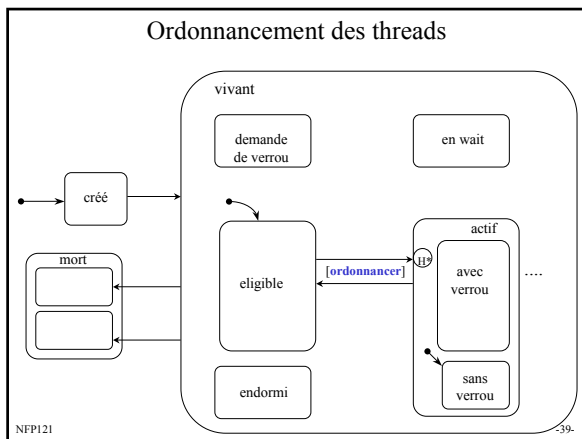 Ordonnancement des threads
vivant
demande
de verrou
en wait
créé
actif
mort
H*
eligible
[ordonnancer]
avec
verrou
....
endormi
sans
verrou
NFP121
-39-